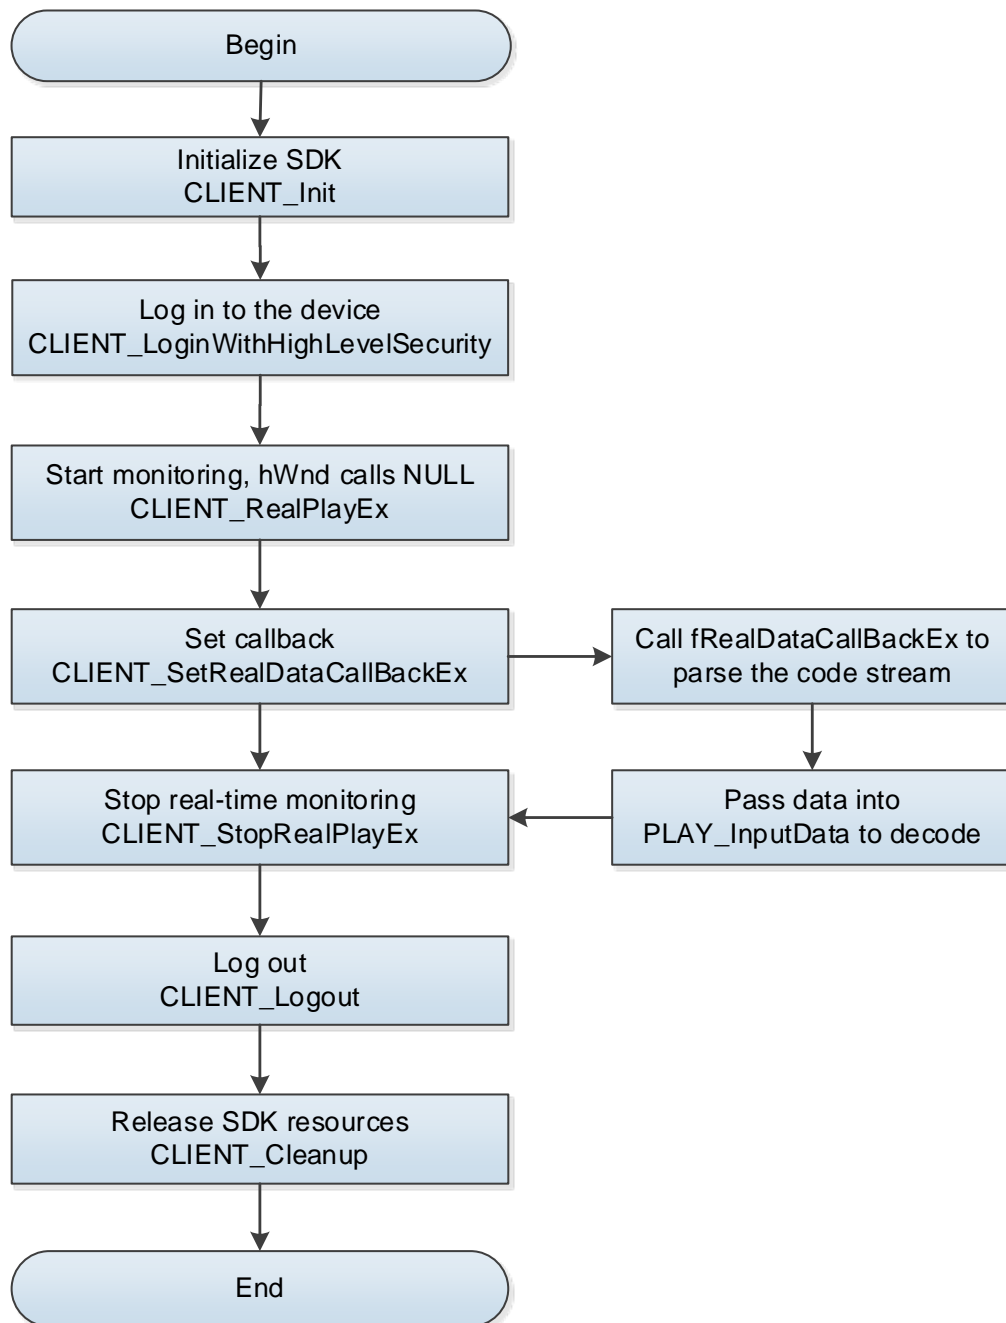 Begin
Initialize SDK
CLIENT_Init
Log in to the device
CLIENT_LoginWithHighLevelSecurity
Start monitoring, hWnd calls NULL
CLIENT_RealPlayEx
Set callback
CLIENT_SetRealDataCallBackEx
Call fRealDataCallBackEx to
parse the code stream
Pass data into
PLAY_InputData to decode
Stop real-time monitoring
CLIENT_StopRealPlayEx
Log out
CLIENT_Logout
Release SDK resources
CLIENT_Cleanup
End